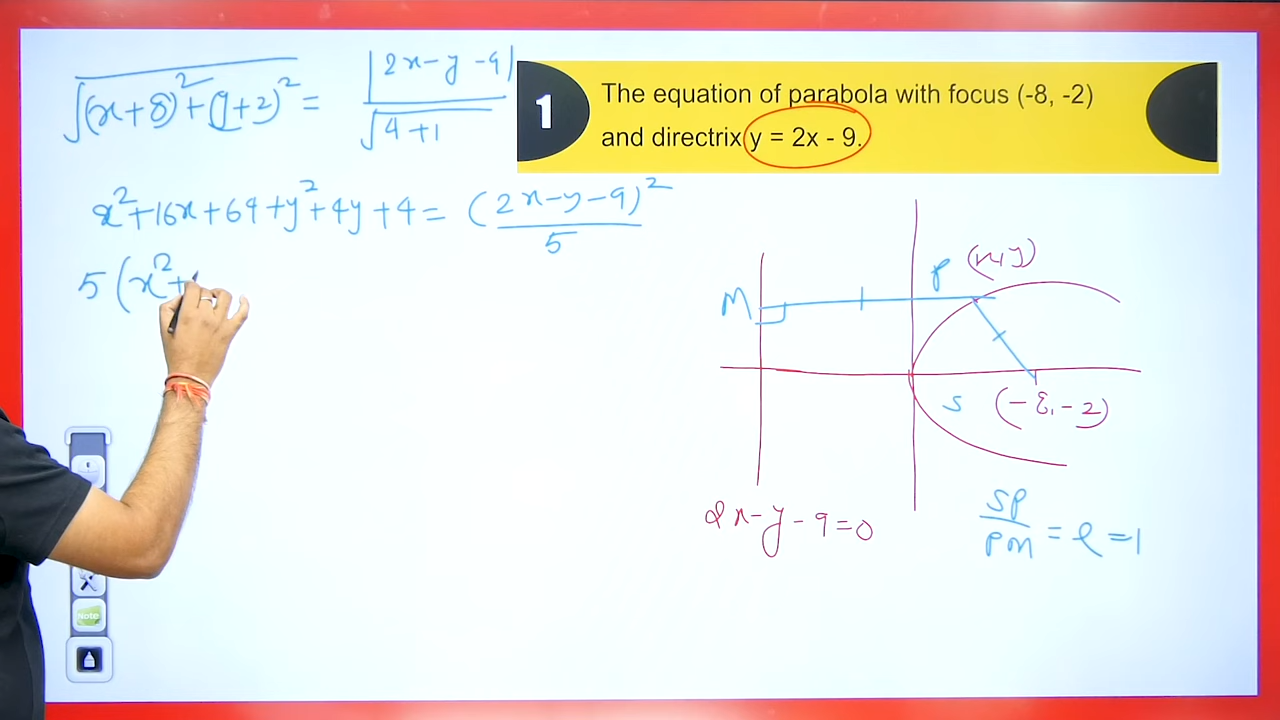 √(x+8)²+(y+2)² = |2x-y-9| / √4+1
1
The equation of parabola with focus (-8, -2)
and directrix y = 2x - 9.
x²+16x+64+y²+4y+4 = (2x-y-9)² / 5
5(x²+
M
P (x,y)
S (-8,-2)
2x-y-9=0
SP/PM = e = 1
Note